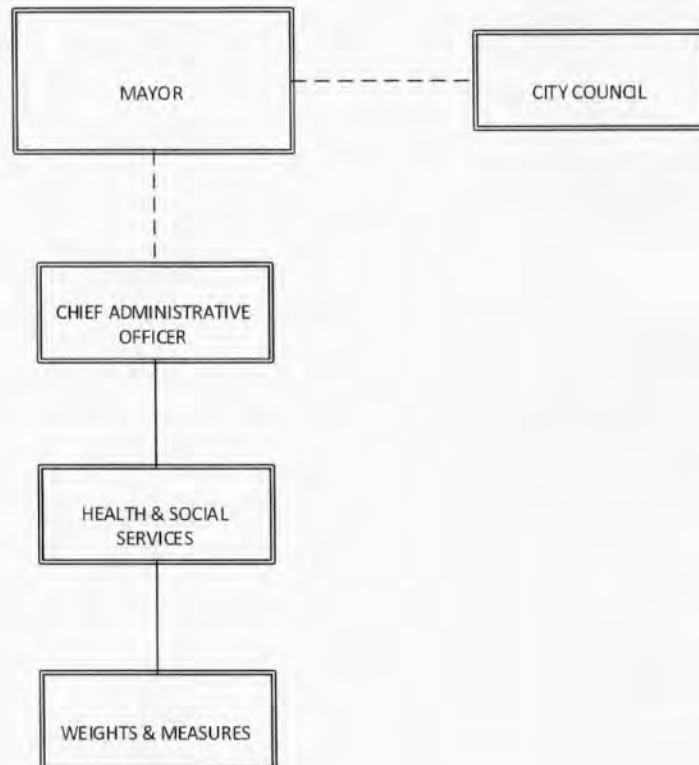 MAYOR
CITY COUNCIL
CHIEF ADMINISTRATIVE
OFFICER
HEALTH & SOCIAL
SERVICES
WEIGHTS & MEASURES